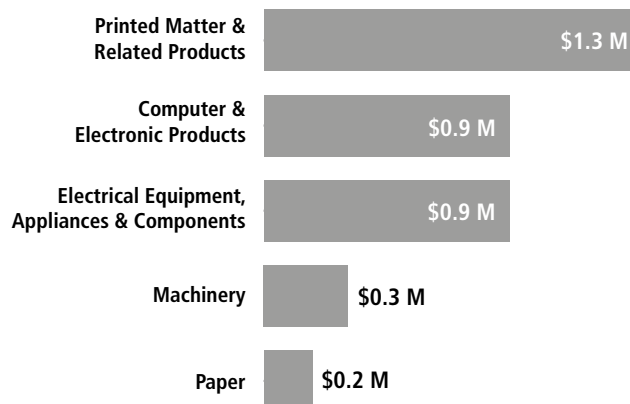 Printed Matter &
Related Products
$1.3 M
Computer &
Electronic Products
$0.9 M
Electrical Equipment,
Appliances & Components
$0.9 M
Machinery
$0.3 M
Paper
$0.2 M